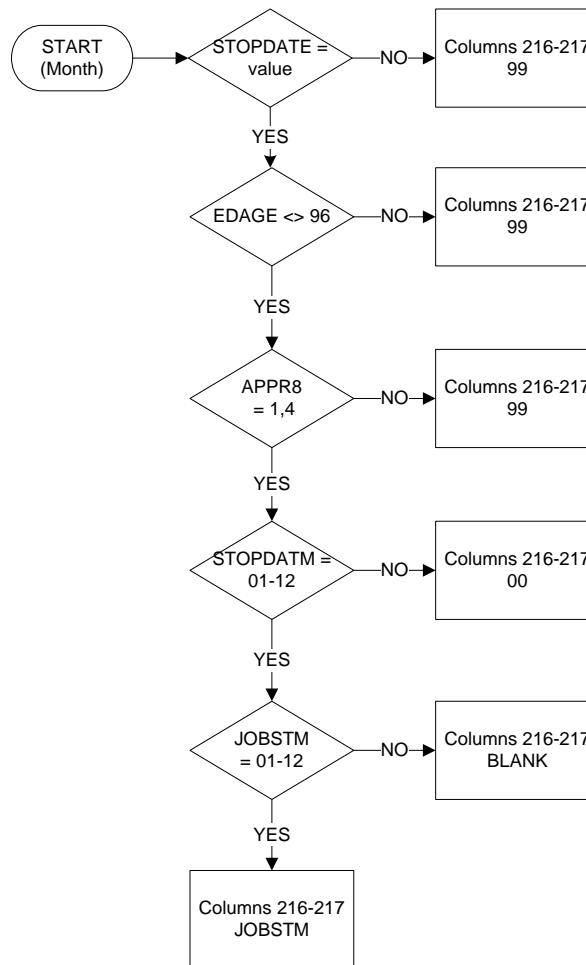 START
(Month)
STOPDATE =
value
NO
Columns 216-217
99
YES
EDAGE <> 96
NO
Columns 216-217
99
YES
APPR8
= 1,4
NO
Columns 216-217
99
YES
STOPDATM =
01-12
NO
Columns 216-217
00
YES
JOBSTM
= 01-12
NO
Columns 216-217
BLANK
YES
Columns 216-217
JOBSTM